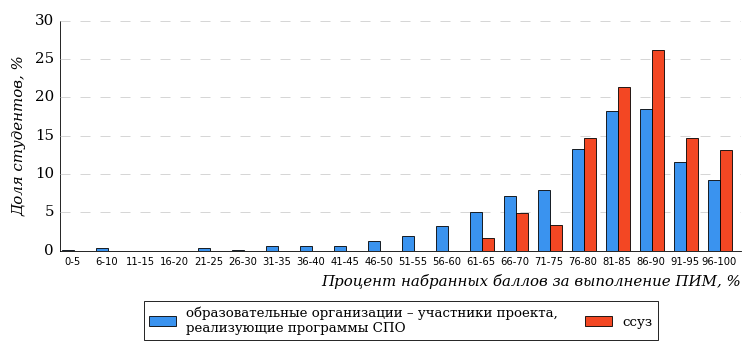 30
25
20
15
10
5
0
Доля студентов, %
0-5 6-10 11-15 16-20 21-25 26-30 31-35 36-40 41-45 46-50 51-55 56-60 61-65 66-70 71-75 76-80 81-85 86-90 91-95 96-100
Процент набранных баллов за выполнение ПИМ, %
образовательные организации – участники проекта,
реализующие программы СПО
ссуз